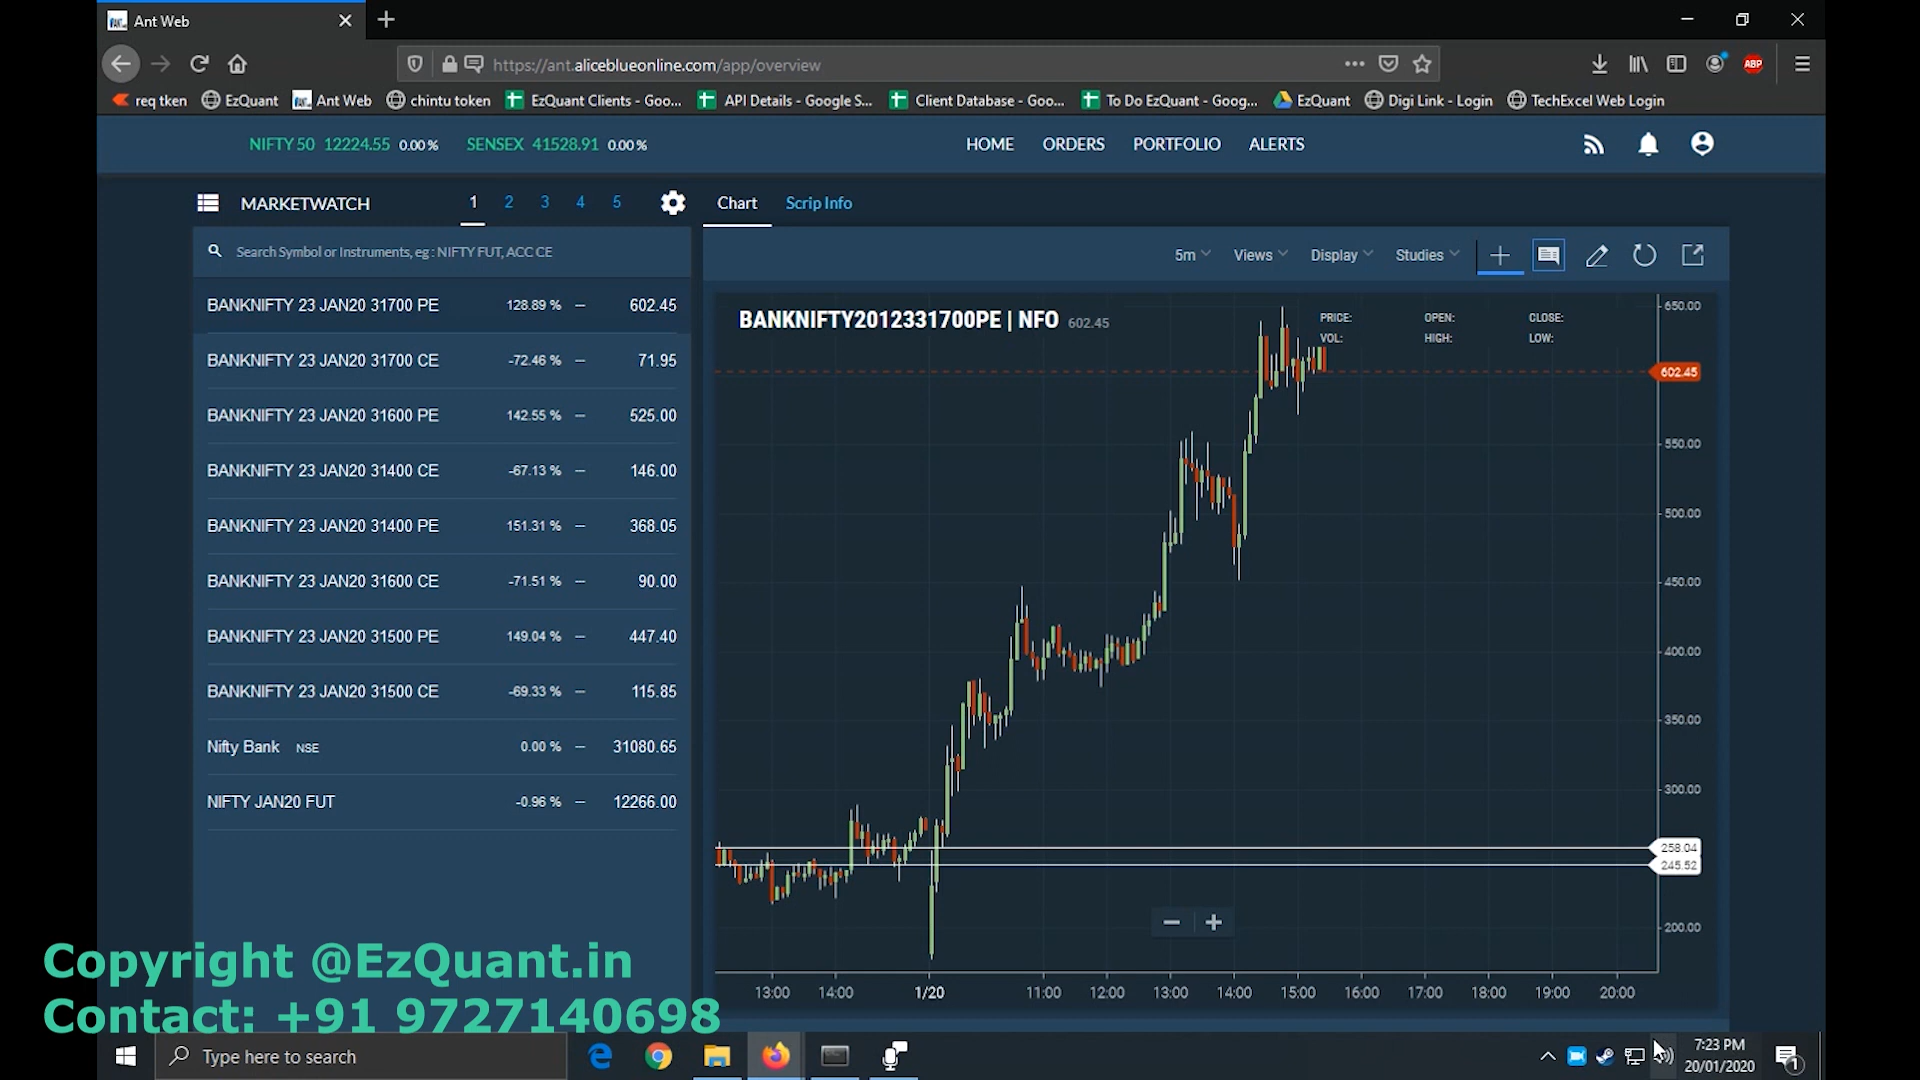 Ant Web
https://ant.aliceblueonline.com/app/overview
ABP
req tken EzQuant Ant Web chintu token EzQuant Clients - Goo... API Details - Google S... Client Database - Goo... To Do EzQuant - Goog... EzQuant Digi Link - Login TechExcel Web Login
NIFTY 50 12224.55 0.00 % SENSEX 41528.91 0.00 % HOME ORDERS PORTFOLIO ALERTS
MARKETWATCH 1 2 3 4 5 Chart Scrip Info
Search Symbol or Instruments, eg : NIFTY FUT, ACC CE
5m Views Display Studies
BANKNIFTY 23 JAN20 31700 PE 128.89 % – 602.45
BANKNIFTY 23 JAN20 31700 CE -72.46 % – 71.95
BANKNIFTY 23 JAN20 31600 PE 142.55 % – 525.00
BANKNIFTY 23 JAN20 31400 CE -67.13 % – 146.00
BANKNIFTY 23 JAN20 31400 PE 151.31 % – 368.05
BANKNIFTY 23 JAN20 31600 CE -71.51 % – 90.00
BANKNIFTY 23 JAN20 31500 PE 149.04 % – 447.40
BANKNIFTY 23 JAN20 31500 CE -69.33 % – 115.85
Nifty Bank NSE 0.00 % – 31080.65
NIFTY JAN20 FUT -0.96 % – 12266.00
BANKNIFTY2012331700PE | NFO 602.45
PRICE: OPEN: CLOSE:
VOL: HIGH: LOW:
650.00
602.45
550.00
500.00
450.00
400.00
350.00
300.00
258.04
245.52
200.00
13:00 14:00 1/20 11:00 12:00 13:00 14:00 15:00 16:00 17:00 18:00 19:00 20:00
Copyright @EzQuant.in
Contact: +91 9727140698
Type here to search
7:23 PM
20/01/2020
1